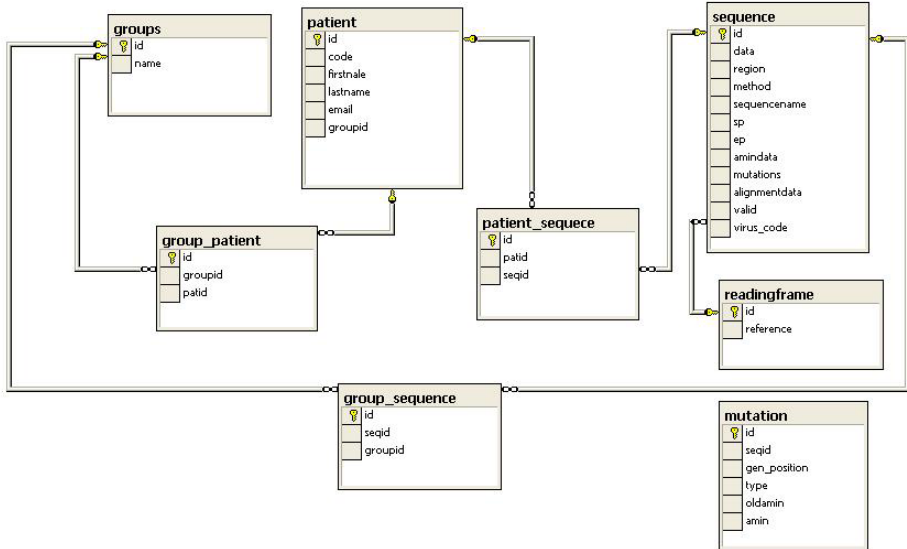 groups
id
name
patient
id
code
firstnale
lastname
email
groupid
sequence
id
data
region
method
sequencename
sp
ep
amindata
mutations
alignmentdata
valid
virus_code
group_patient
id
groupid
patid
patient_sequece
id
patid
seqid
readingframe
id
reference
group_sequence
id
seqid
groupid
mutation
id
seqid
gen_position
type
oldamin
amin